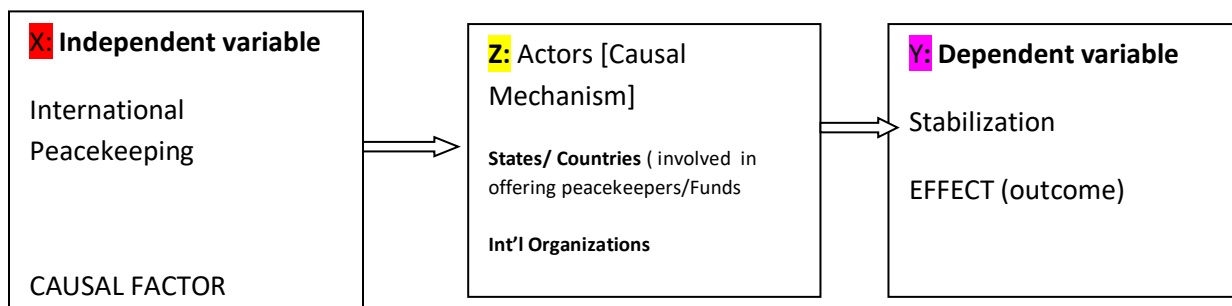 X: Independent variable
International
Peacekeeping
CAUSAL FACTOR
Z: Actors [Causal
Mechanism]
States/ Countries ( involved in
offering peacekeepers/Funds
Int'l Organizations
Y: Dependent variable
Stabilization
EFFECT (outcome)